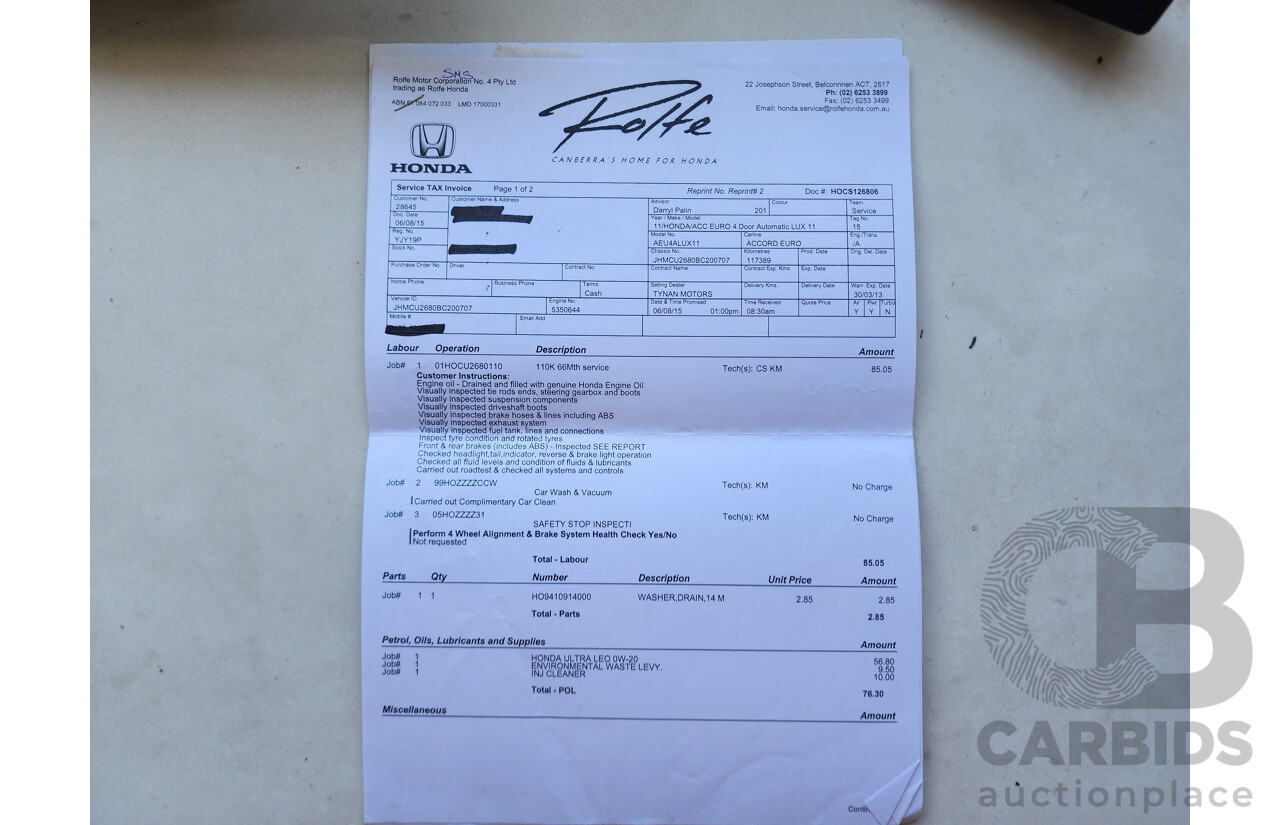 SMS
Rolfe Motor Corporation No. 4 Pty Ltd
trading as Rolfe Honda
ABN 084 072 033 LMD 17000331
HONDA
Rolfe
CANBERRA'S HOME FOR HONDA
22 Josephson Street, Belconnnen ACT, 2617
Ph: (02) 6253 3899
Fax: (02) 6253 3499
Email: honda.service@rolfehonda.com.au
Service TAX Invoice Page 1 of 2 Reprint No. Reprint# 2 Doc #: HOCS126806
Customer No. Customer Name & Address Advisor Colour Team
28645 Darryl Palin 201 Service
Doc. Date Year / Make / Model Tag No.
06/08/15 11/HONDA/ACC EURO 4 Door Automatic LUX 11 15
Reg. No. Model No. Carline Eng./Trans.
YJY19P AEU4ALUX11 ACCORD EURO /A
Stock No. Chassis No. Kilometres Prod. Date Orig. Del. Date
JHMCU2680BC200707 117389
Purchase Order No. Driver Contract No. Contract Name Contract Exp. Kms Exp. Date
Home Phone Business Phone Terms Selling Dealer Delivery Kms Delivery Date Warr. Exp. Date
Cash TYNAN MOTORS 30/03/13
Vehicle ID. Engine No. Date & Time Promised Time Received Quote Price Air Pwr Turbo
JHMCU2680BC200707 5350644 06/08/15 01:00pm 08:30am Y Y N
Mobile # Email Add
Labour Operation Description Amount
Job# 1 01HOCU2680110 110K 66Mth service Tech(s): CS KM 85.05
Customer Instructions:
Engine oil - Drained and filled with genuine Honda Engine Oil
Visually inspected tie rods ends, steering gearbox and boots
Visually inspected suspension components
Visually inspected driveshaft boots
Visually inspected brake hoses & lines including ABS
Visually inspected exhaust system
Visually inspected fuel tank, lines and connections
Inspect tyre condition and rotated tyres
Front & rear brakes (includes ABS) - Inspected SEE REPORT
Checked headlight,tail,indicator, reverse & brake light operation
Checked all fluid levels and condition of fluids & lubricants
Carried out roadtest & checked all systems and controls
Job# 2 99HOZZZZCCW Tech(s): KM No Charge
Car Wash & Vacuum
Carried out Complimentary Car Clean
Job# 3 05HOZZZZ31 Tech(s): KM No Charge
SAFETY STOP INSPECTI
Perform 4 Wheel Alignment & Brake System Health Check Yes/No
Not requested
Total - Labour 85.05
Parts Qty Number Description Unit Price Amount
Job# 1 1 HO9410914000 WASHER,DRAIN,14 M 2.85 2.85
Total - Parts 2.85
Petrol, Oils, Lubricants and Supplies Amount
Job# 1 HONDA ULTRA LEO 0W-20 56.80
Job# 1 ENVIRONMENTAL WASTE LEVY. 9.50
Job# 1 INJ CLEANER 10.00
Total - POL 76.30
Miscellaneous Amount
CB
CARBIDS
auctionplace